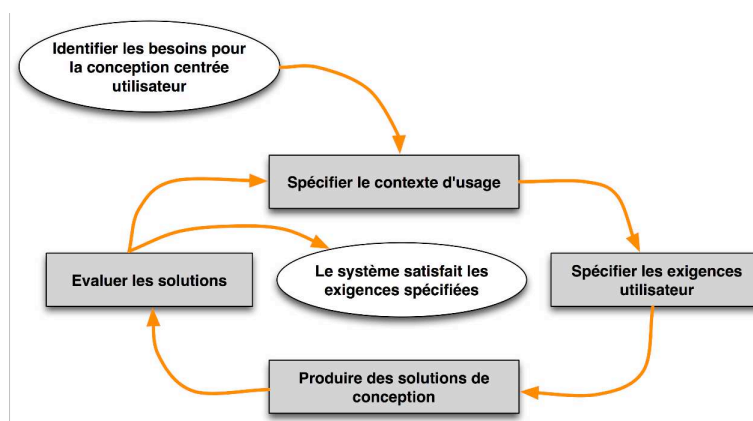 Identifier les besoins pour
la conception centrée
utilisateur
Spécifier le contexte d'usage
Evaluer les solutions
Le système satisfait les
exigences spécifiées
Spécifier les exigences
utilisateur
Produire des solutions de
conception